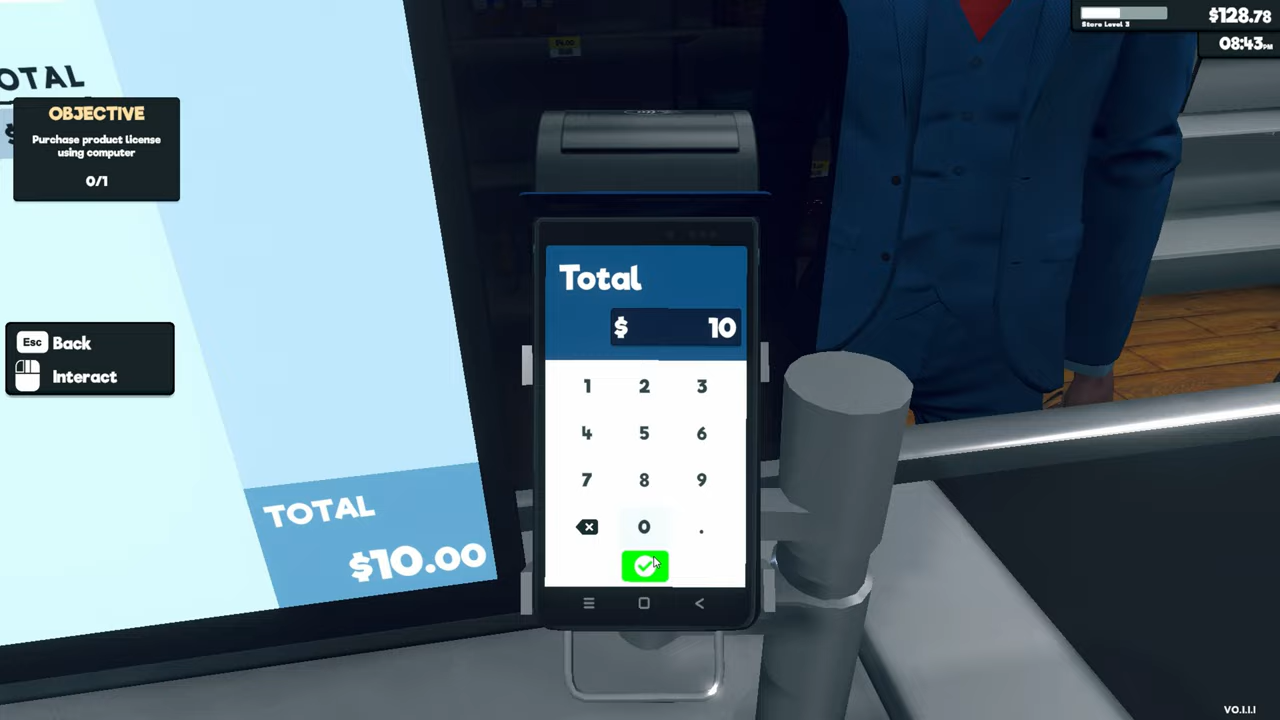 OTAL
$
OBJECTIVE
Purchase product license
using computer
0/1
Esc Back
Interact
TOTAL
$10.00
Total
$ 10
1 2 3
4 5 6
7 8 9
0 .
Store Level 3
$128.78
08:43PM
V0.1.1.1